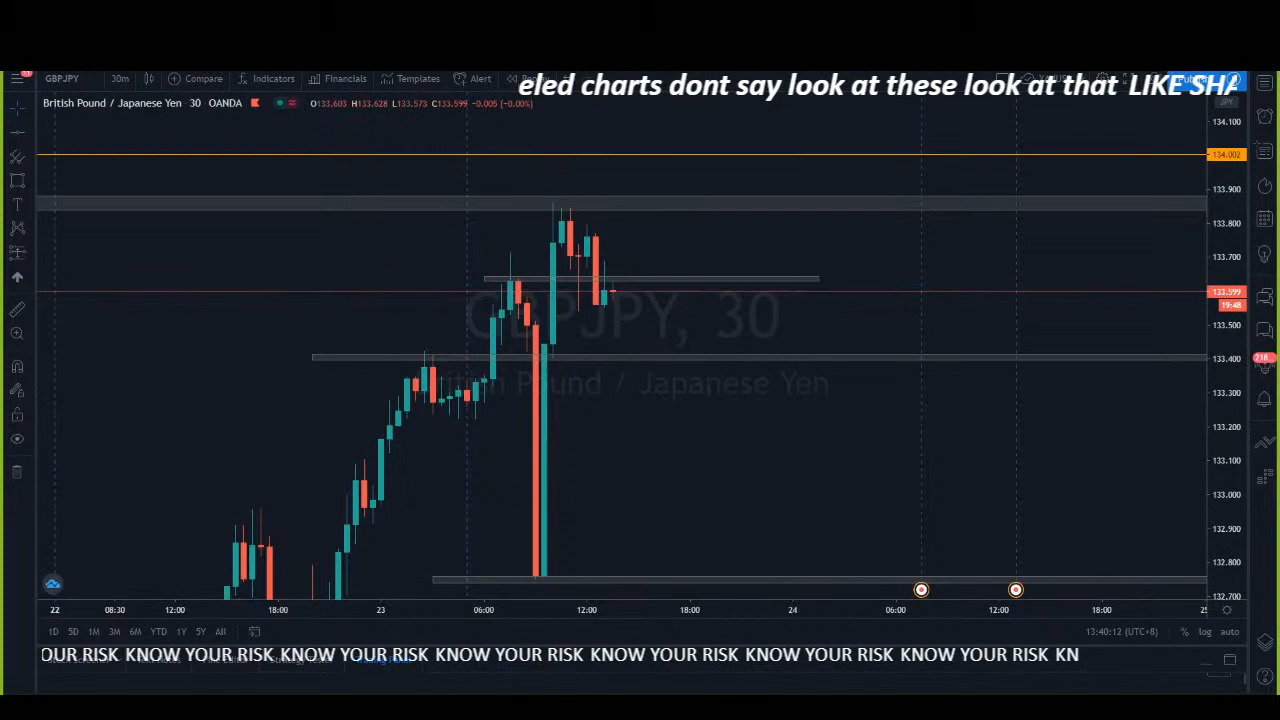 eled charts dont say look at these look at that LIKE SHA
GBPJPY 30m Compare Indicators Financials Templates Alert
British Pound / Japanese Yen 30 OANDA O133.603 H133.628 L133.573 C133.599 -0.005 (-0.00%)
JPY
134.100
134.002
133.900
133.800
133.700
133.599
19:48
133.500
133.400
133.300
133.200
133.100
133.000
132.900
132.800
132.700
218
GBPJPY, 30
British Pound / Japanese Yen
22 08:30 12:00 18:00 23 06:00 12:00 18:00 24 06:00 12:00 18:00 25
1D 5D 1M 3M 6M YTD 1Y 5Y All 13:40:12 (UTC+8) % log auto
OUR RISK KNOW YOUR RISK KNOW YOUR RISK KNOW YOUR RISK KNOW YOUR RISK KNOW YOUR RISK KNOW YOUR RISK KN